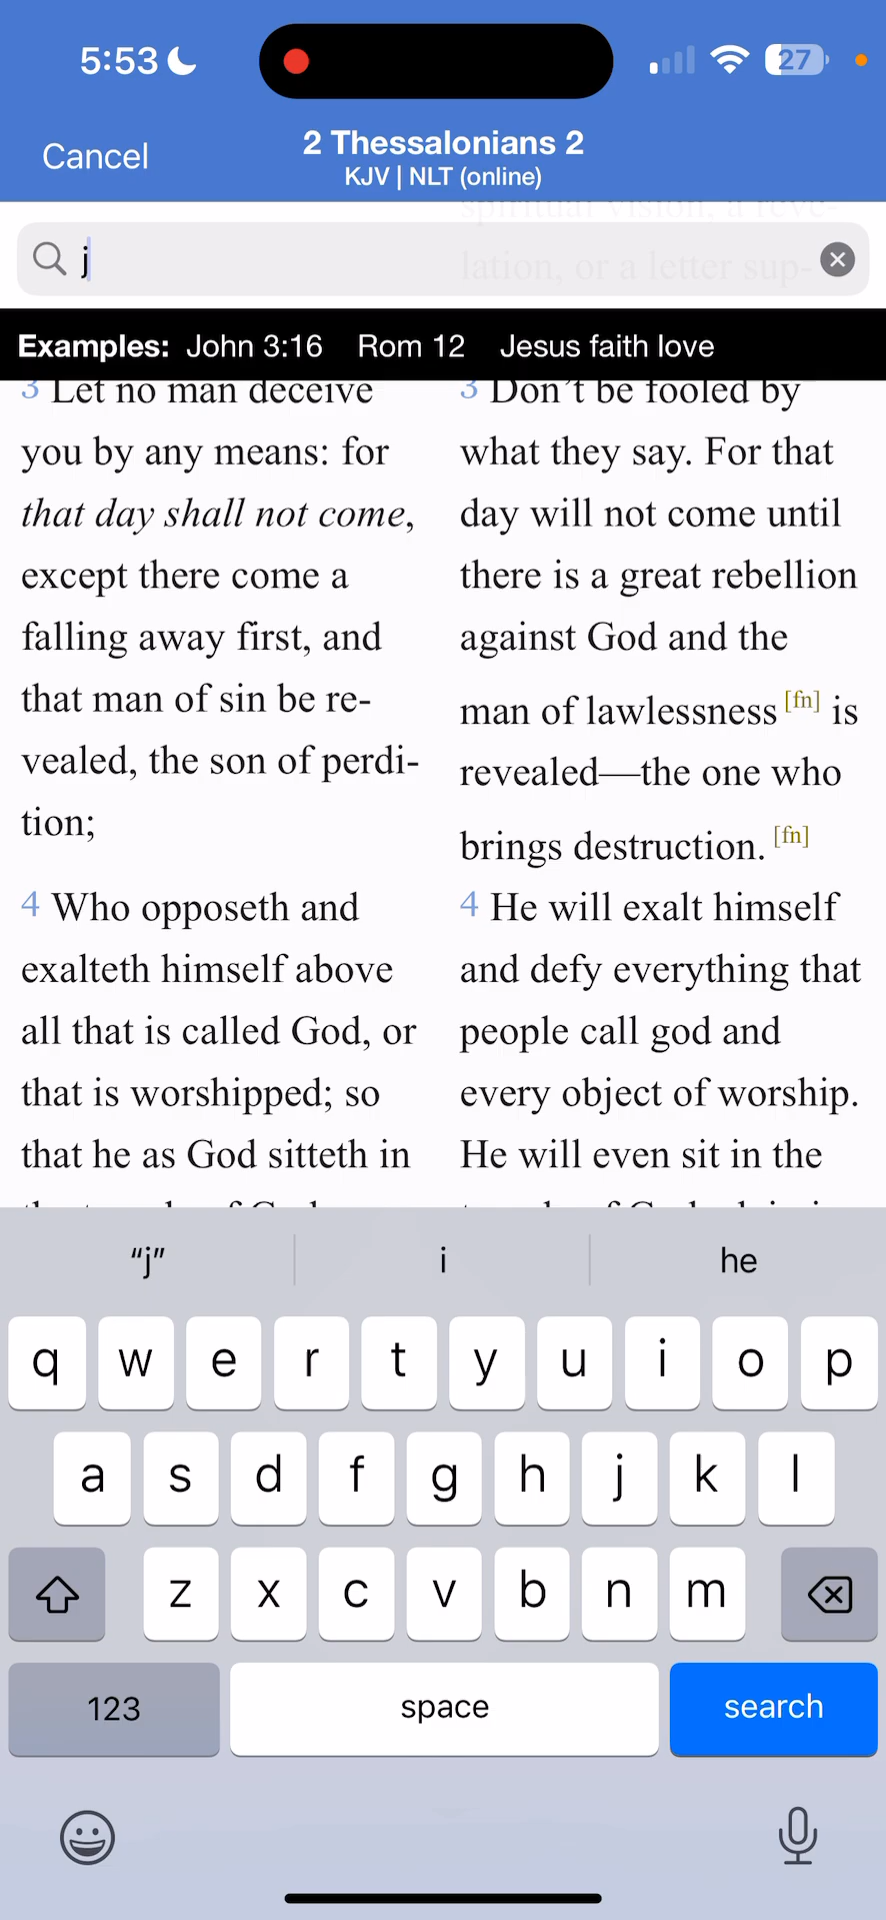 5:53
27
Cancel
2 Thessalonians 2
KJV | NLT (online)
spiritual vision, a reve-
lation, or a letter sup-
j
Examples: John 3:16 Rom 12 Jesus faith love
3 Let no man deceive
you by any means: for
that day shall not come,
except there come a
falling away first, and
that man of sin be re-
vealed, the son of perdi-
tion;
4 Who opposeth and
exalteth himself above
all that is called God, or
that is worshipped; so
that he as God sitteth in
3 Don't be fooled by
what they say. For that
day will not come until
there is a great rebellion
against God and the
man of lawlessness [fn] is
revealed—the one who
brings destruction. [fn]
4 He will exalt himself
and defy everything that
people call god and
every object of worship.
He will even sit in the
“j” i he
q w e r t y u i o p
a s d f g h j k l
z x c v b n m
123 space search